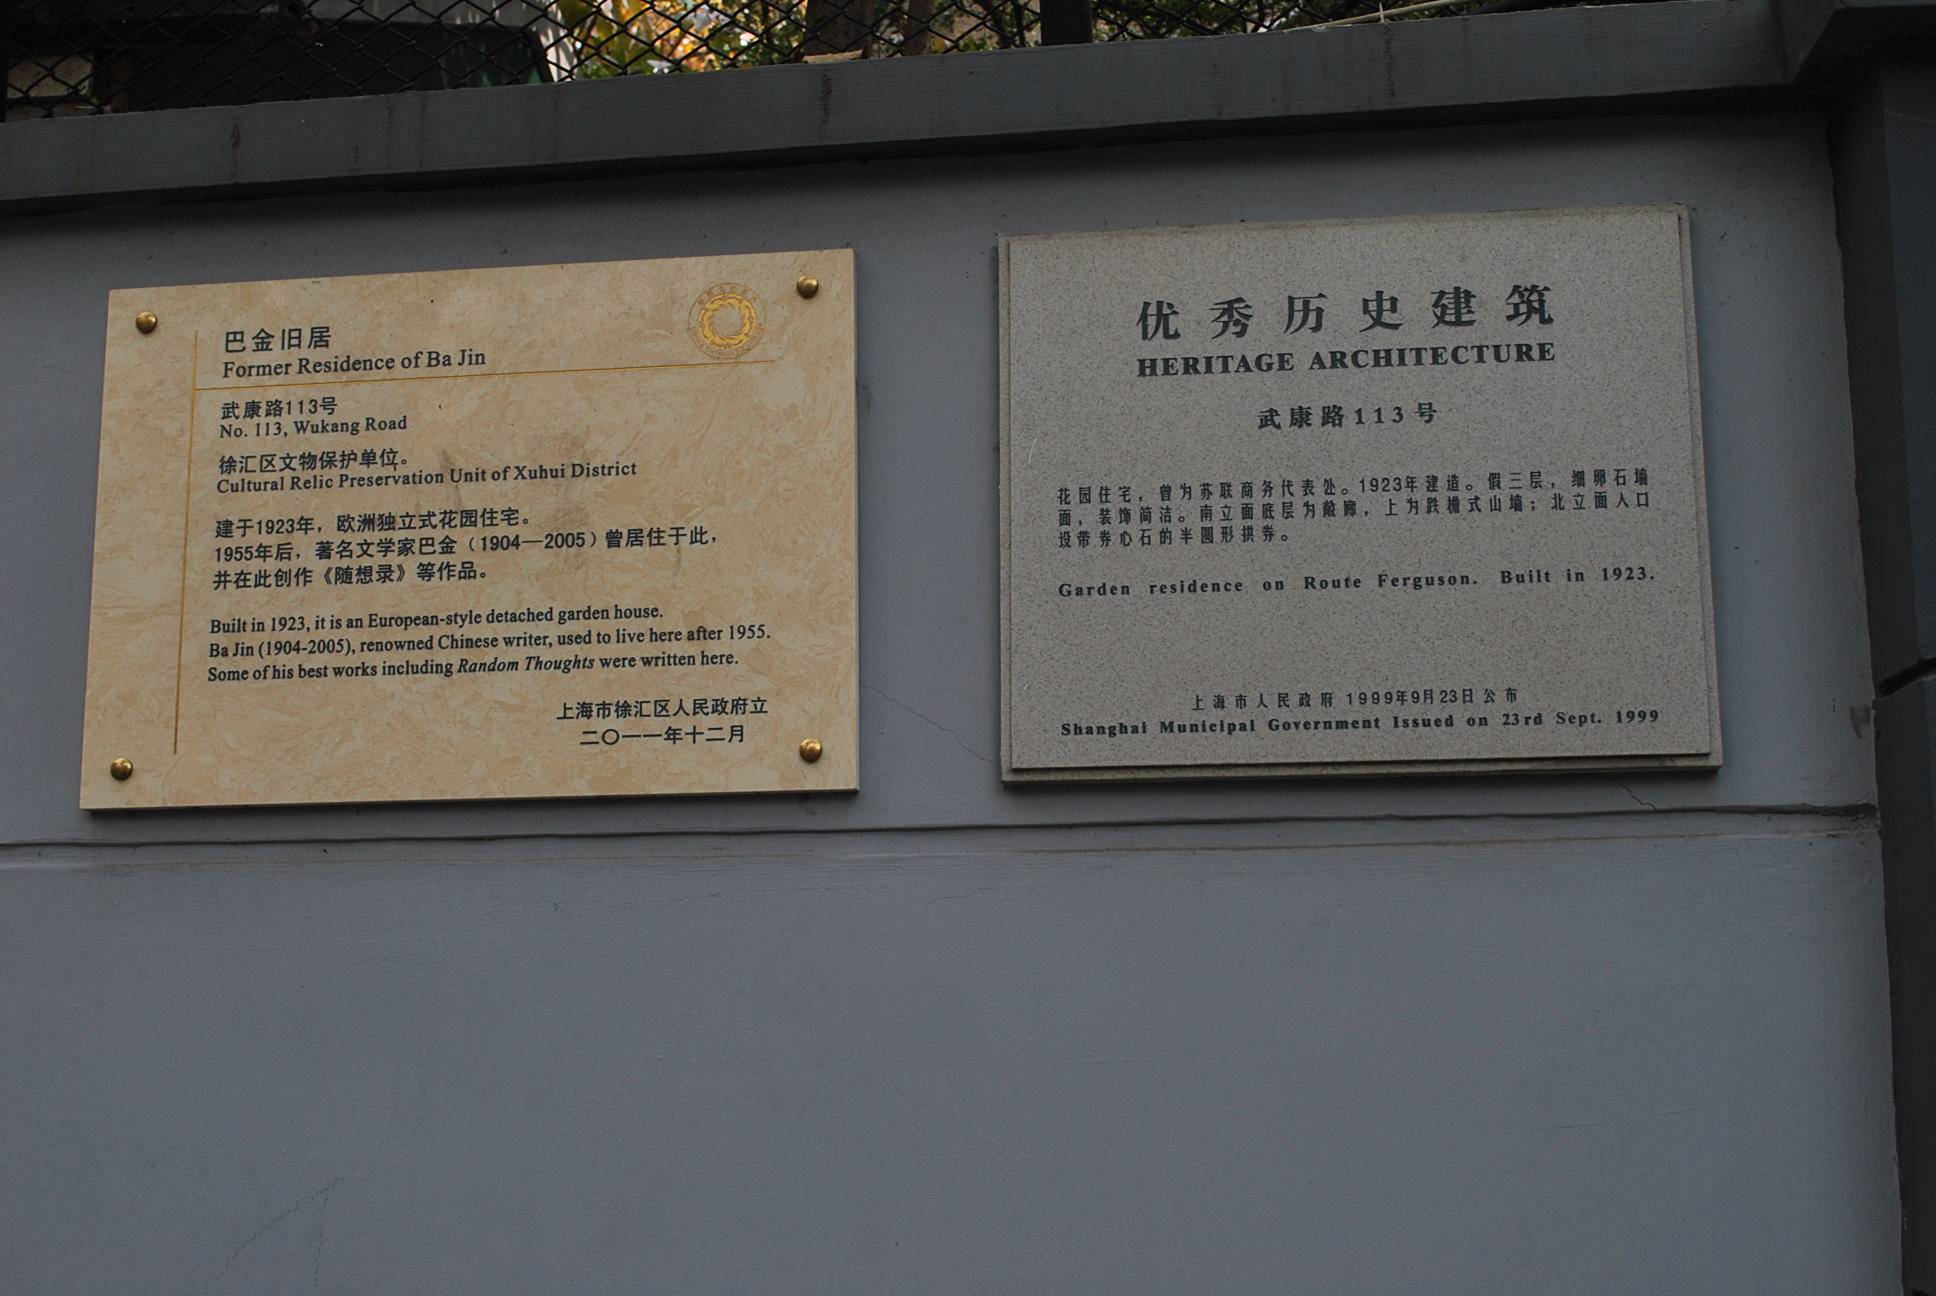 巴金旧居
Former Residence of Ba Jin
武康路113号
No. 113, Wukang Road
徐汇区文物保护单位。
Cultural Relic Preservation Unit of Xuhui District
建于1923年，欧洲独立式花园住宅。
1955年后，著名文学家巴金（1904—2005）曾居住于此，
并在此创作《随想录》等作品。
Built in 1923, it is an European-style detached garden house.
Ba Jin (1904-2005), renowned Chinese writer, used to live here after 1955.
Some of his best works including Random Thoughts were written here.
上海市徐汇区人民政府立
二〇一一年十二月
优秀历史建筑
HERITAGE ARCHITECTURE
武康路113号
花园住宅，曾为苏联商务代表处。1923年建造。假三层，细卵石墙
面，装饰简洁。南立面底层为敞廊，上为跌檐式山墙；北立面入口
设带券心石的半圆形拱券。
Garden residence on Route Ferguson. Built in 1923.
上海市人民政府 1999年9月23日公布
Shanghai Municipal Government Issued on 23rd Sept. 1999